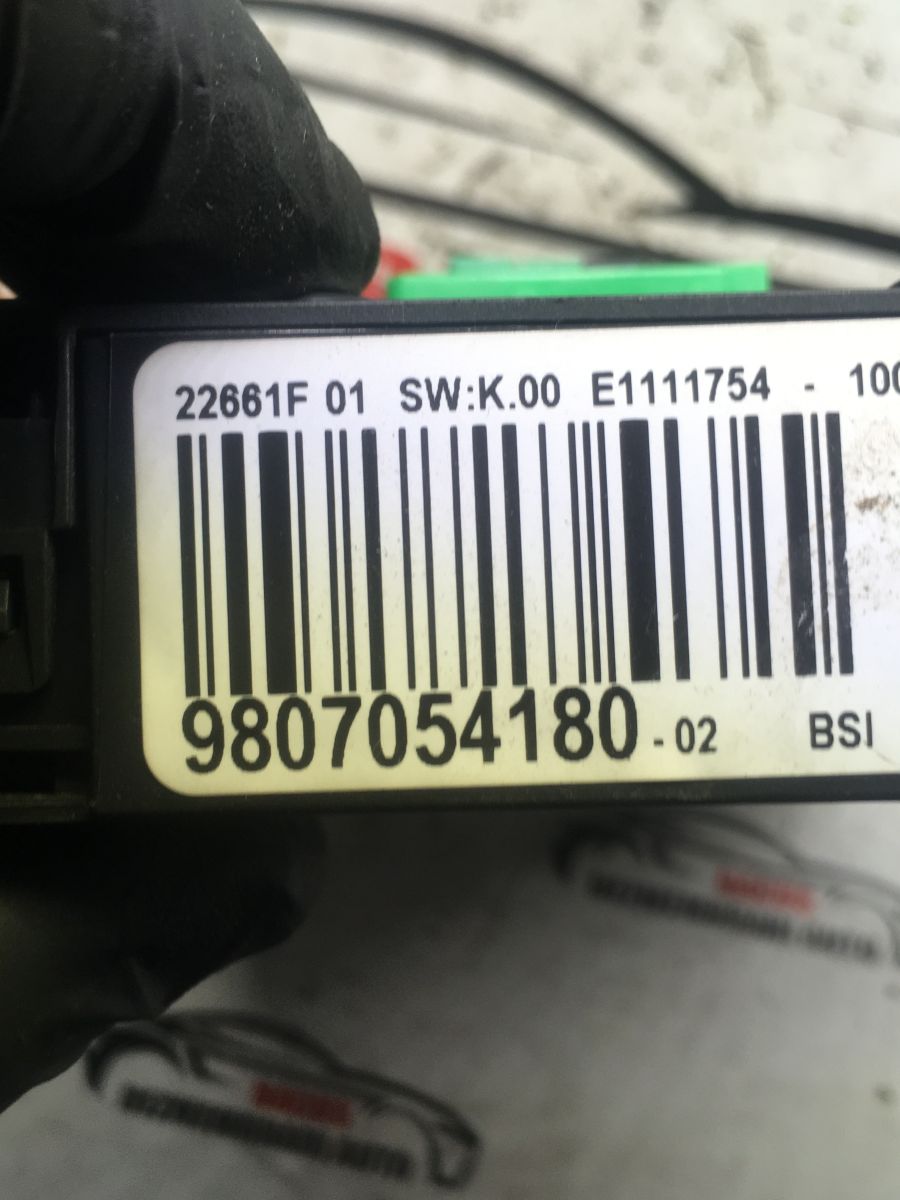 22661F 01 SW:K.00 E1111754 - 100
9807054180 - 02 BSI